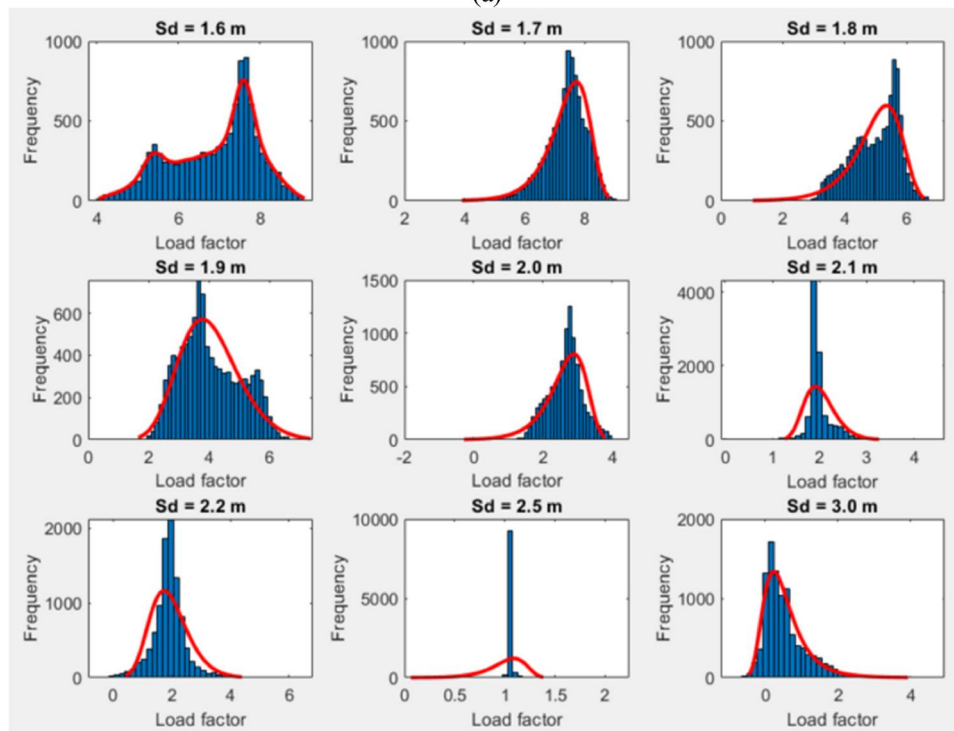 (a)
Sd = 1.6 m
Sd = 1.7 m
Sd = 1.8 m
1000
1000
1000
Frequency
500
Frequency
500
Frequency
500
0
0
0
4 6 8
2 4 6 8
0 2 4 6
Load factor
Load factor
Load factor
Sd = 1.9 m
Sd = 2.0 m
Sd = 2.1 m
Frequency
600
400
200
0
Frequency
1500
1000
500
0
Frequency
4000
2000
0
0 2 4 6
-2 0 2 4
0 1 2 3 4
Load factor
Load factor
Load factor
Sd = 2.2 m
Sd = 2.5 m
Sd = 3.0 m
Frequency
2000
1000
0
Frequency
10000
5000
0
Frequency
2000
1000
0
0 2 4 6
0 0.5 1 1.5 2
0 2 4
Load factor
Load factor
Load factor